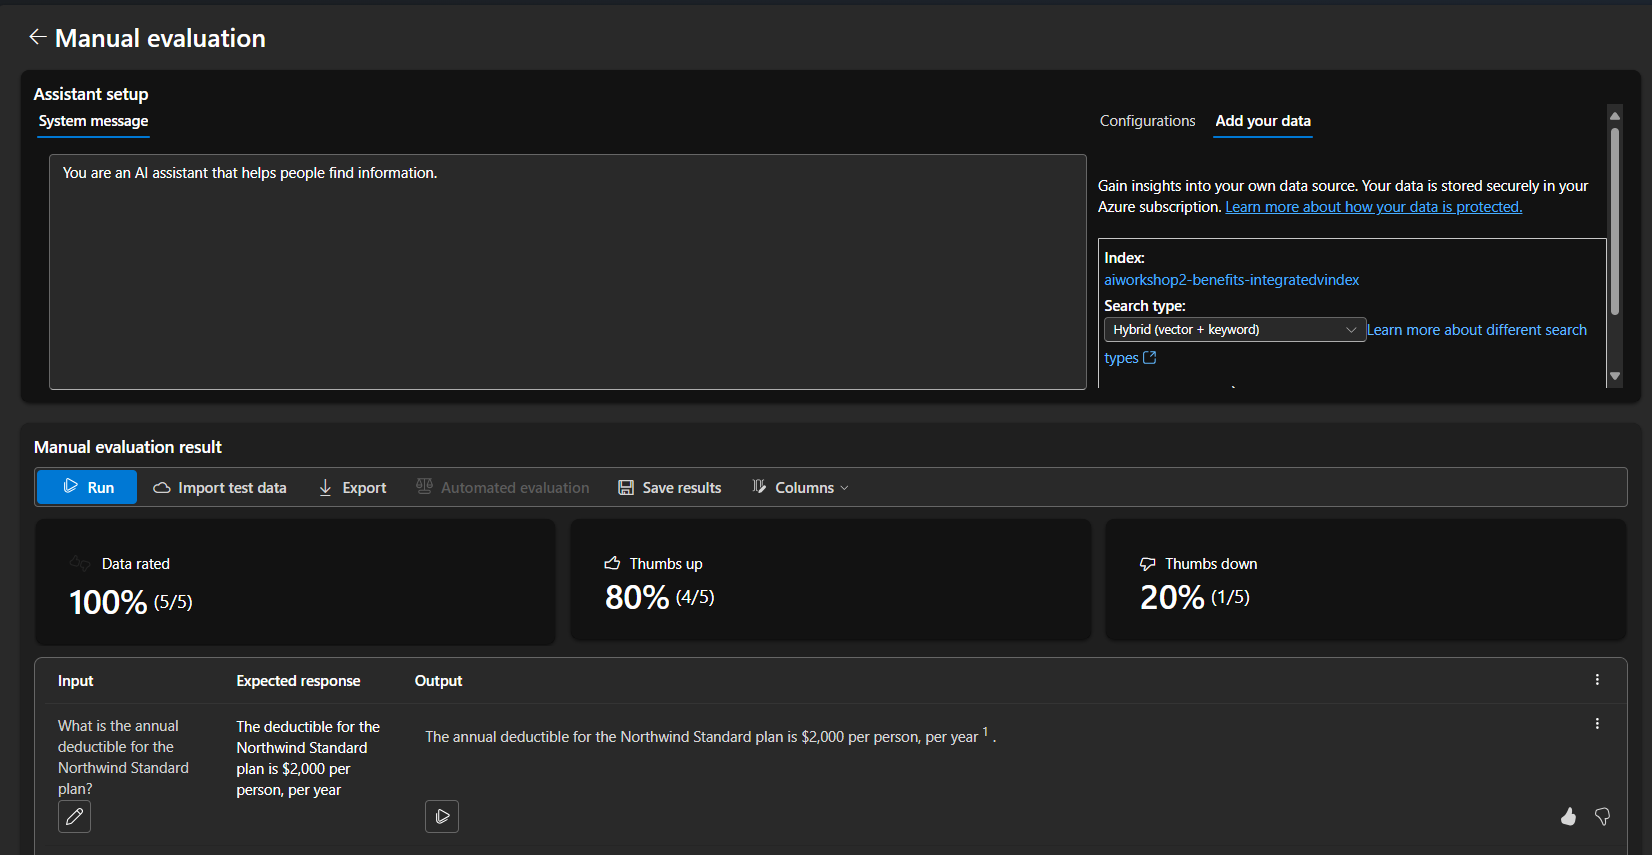 Manual evaluation
Assistant setup
System message
You are an AI assistant that helps people find information.
Configurations
Add your data
Gain insights into your own data source. Your data is stored securely in your
Azure subscription. Learn more about how your data is protected.
Index:
aiworkshop2-benefits-integratedvindex
Search type:
Hybrid (vector + keyword)
Learn more about different search
types
Manual evaluation result
Run
Import test data
Export
Automated evaluation
Save results
Columns
Data rated
100% (5/5)
Thumbs up
80% (4/5)
Thumbs down
20% (1/5)
Input
Expected response
Output
What is the annual
deductible for the
Northwind Standard
plan?
The deductible for the
Northwind Standard
plan is $2,000 per
person, per year
The annual deductible for the Northwind Standard plan is $2,000 per person, per year 1 .